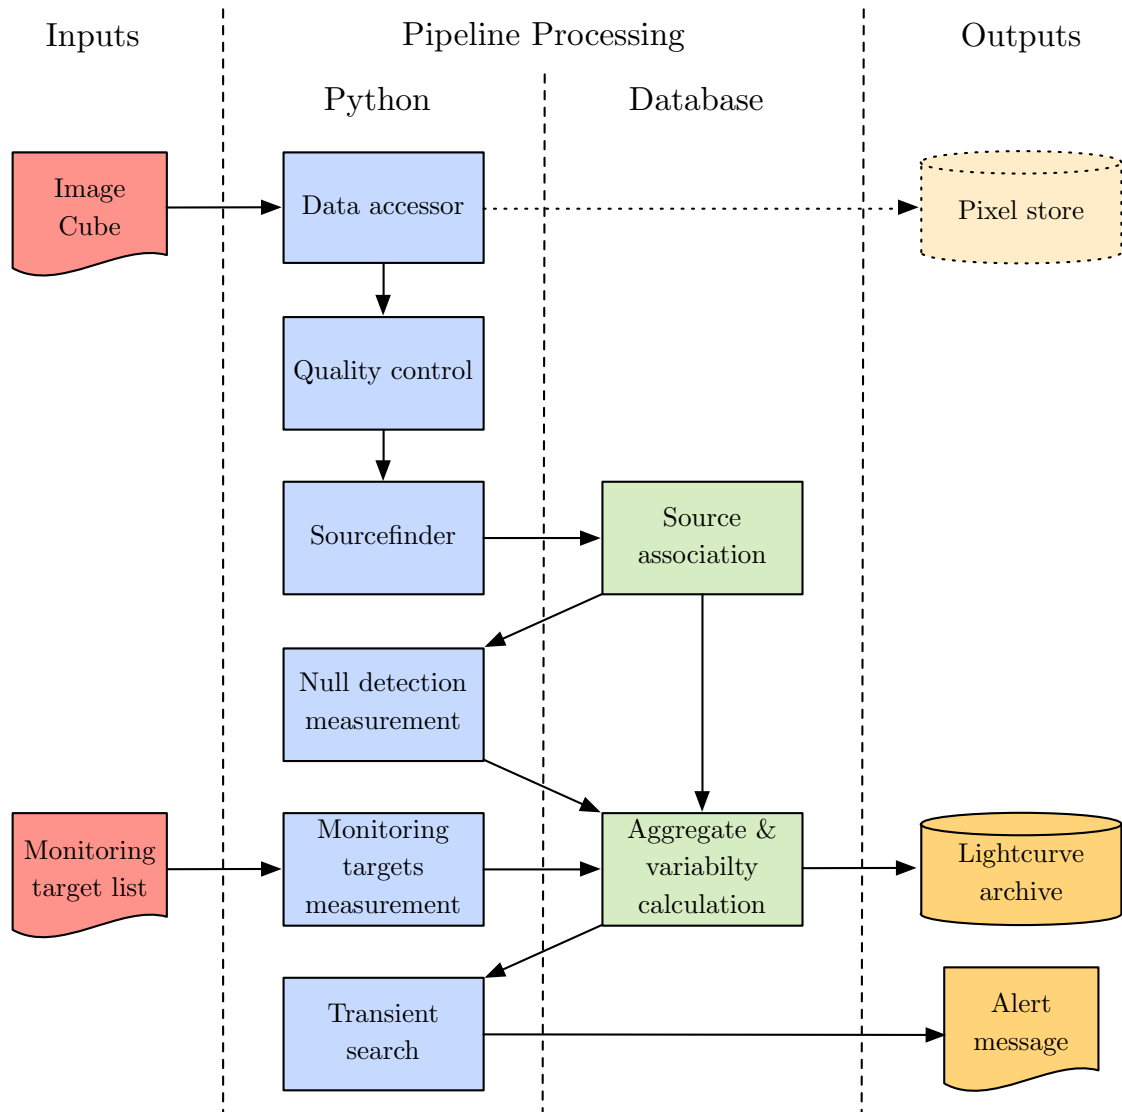 Inputs
Pipeline Processing
Outputs
Python
Database
Image
Cube
Data accessor
Pixel store
Quality control
Sourcefinder
Source
association
Null detection
measurement
Monitoring
target list
Monitoring
targets
measurement
Aggregate &
variabilty
calculation
Lightcurve
archive
Transient
search
Alert
message